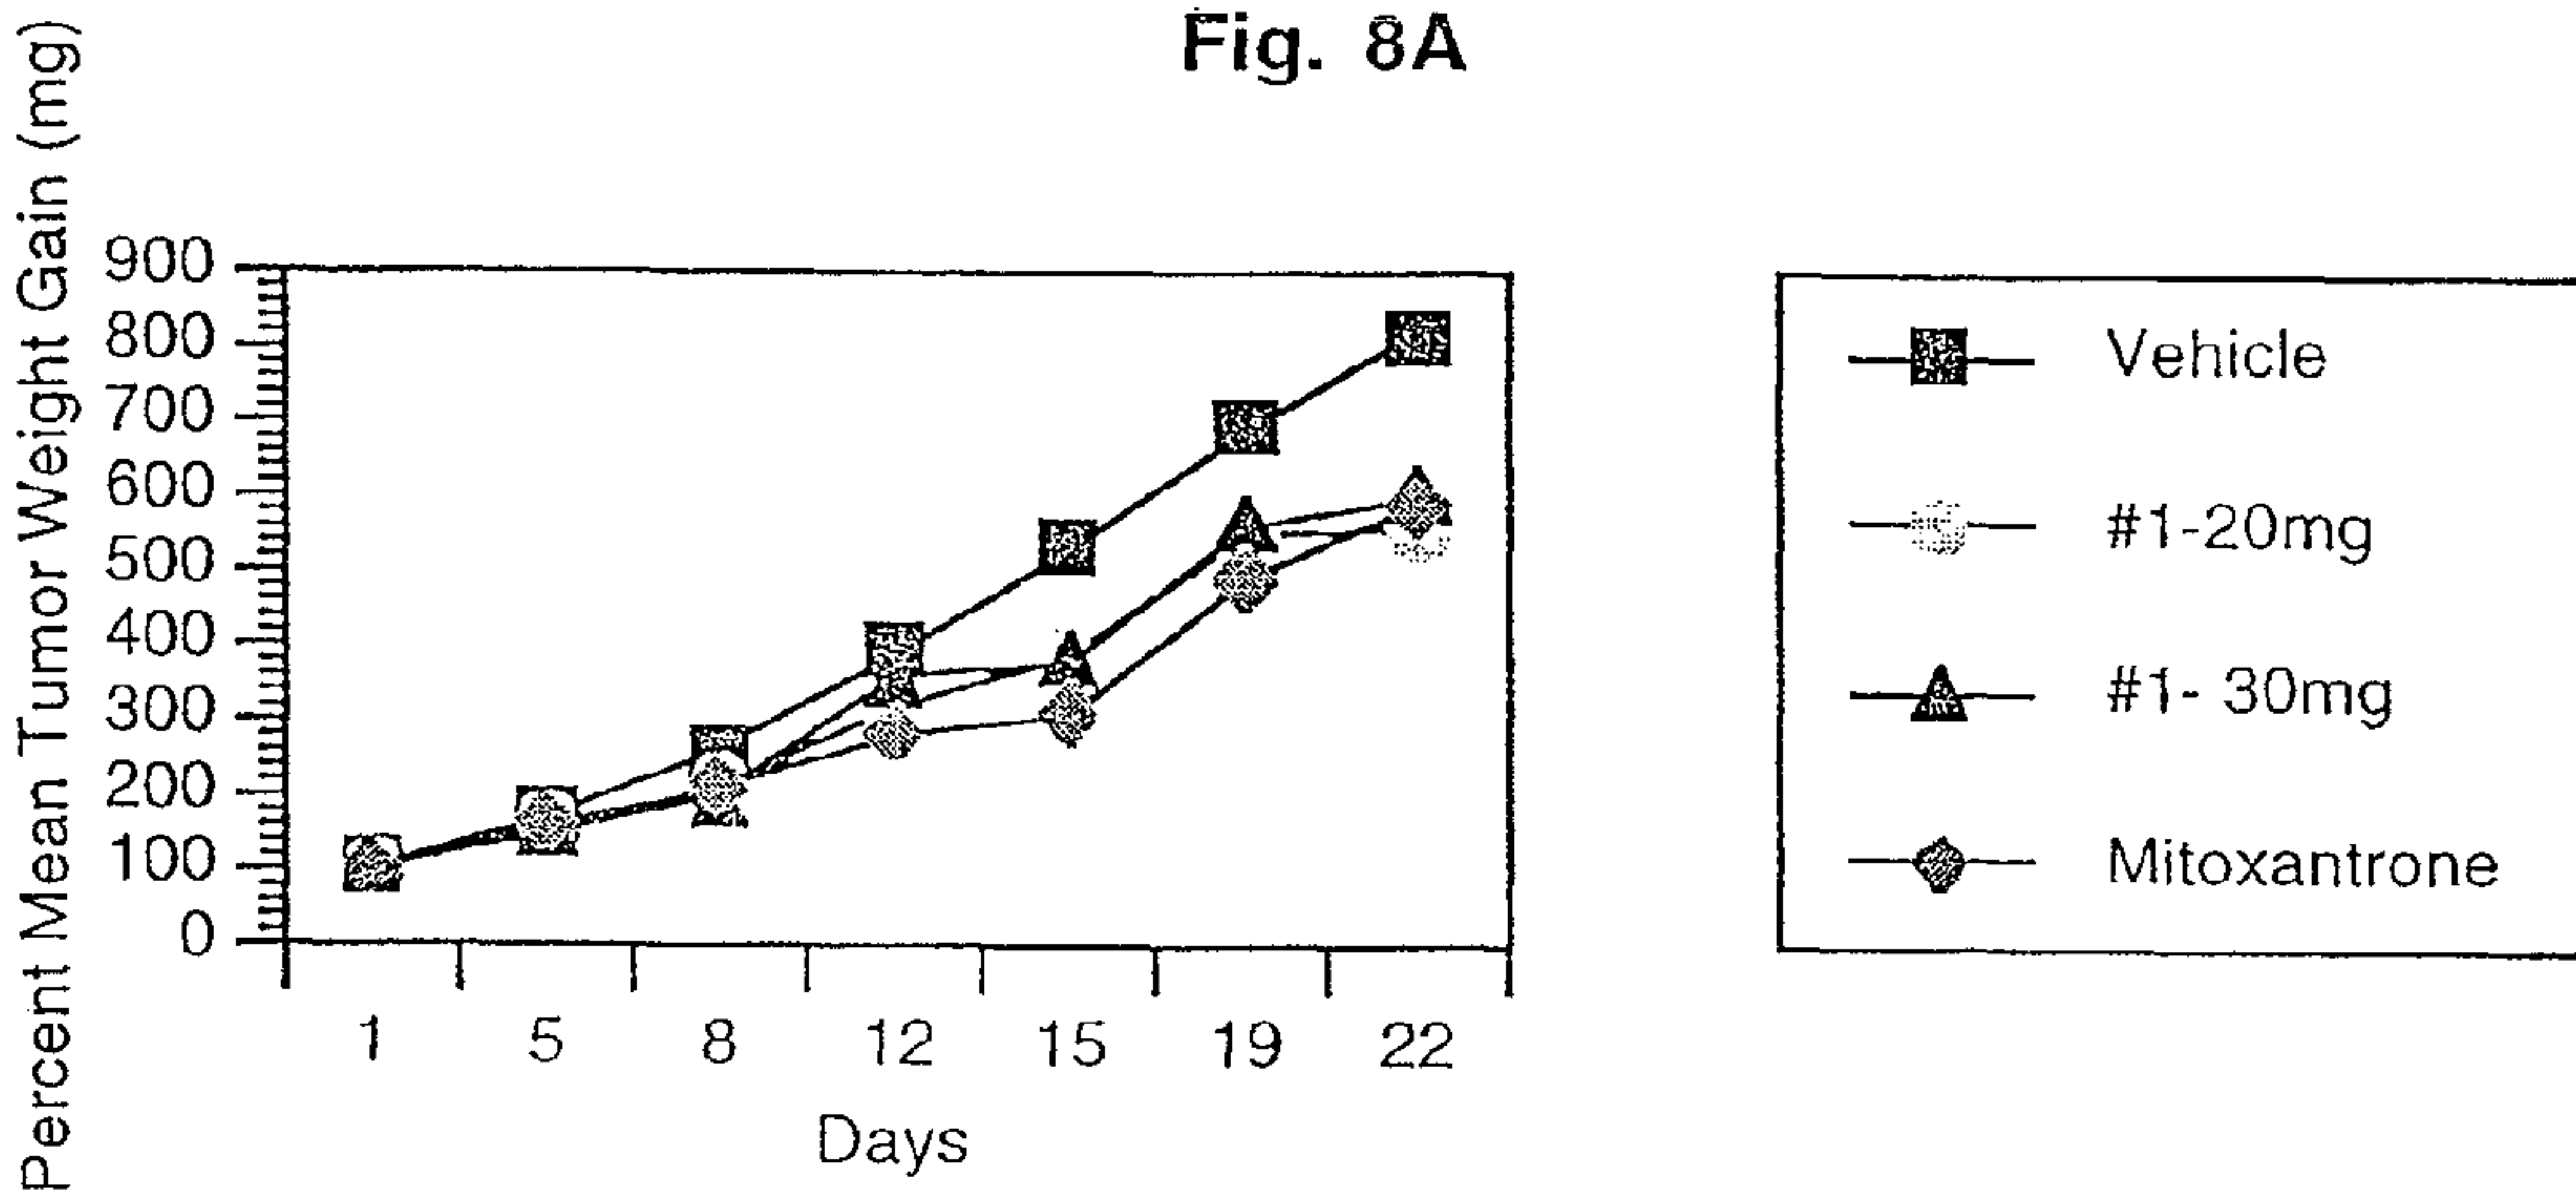 Fig. 8A
Percent Mean Tumor Weight Gain (mg)
900
800
700
600
500
400
300
200
100
0
1 5 8 12 15 19 22
Days
Vehicle
#1-20mg
#1- 30mg
Mitoxantrone